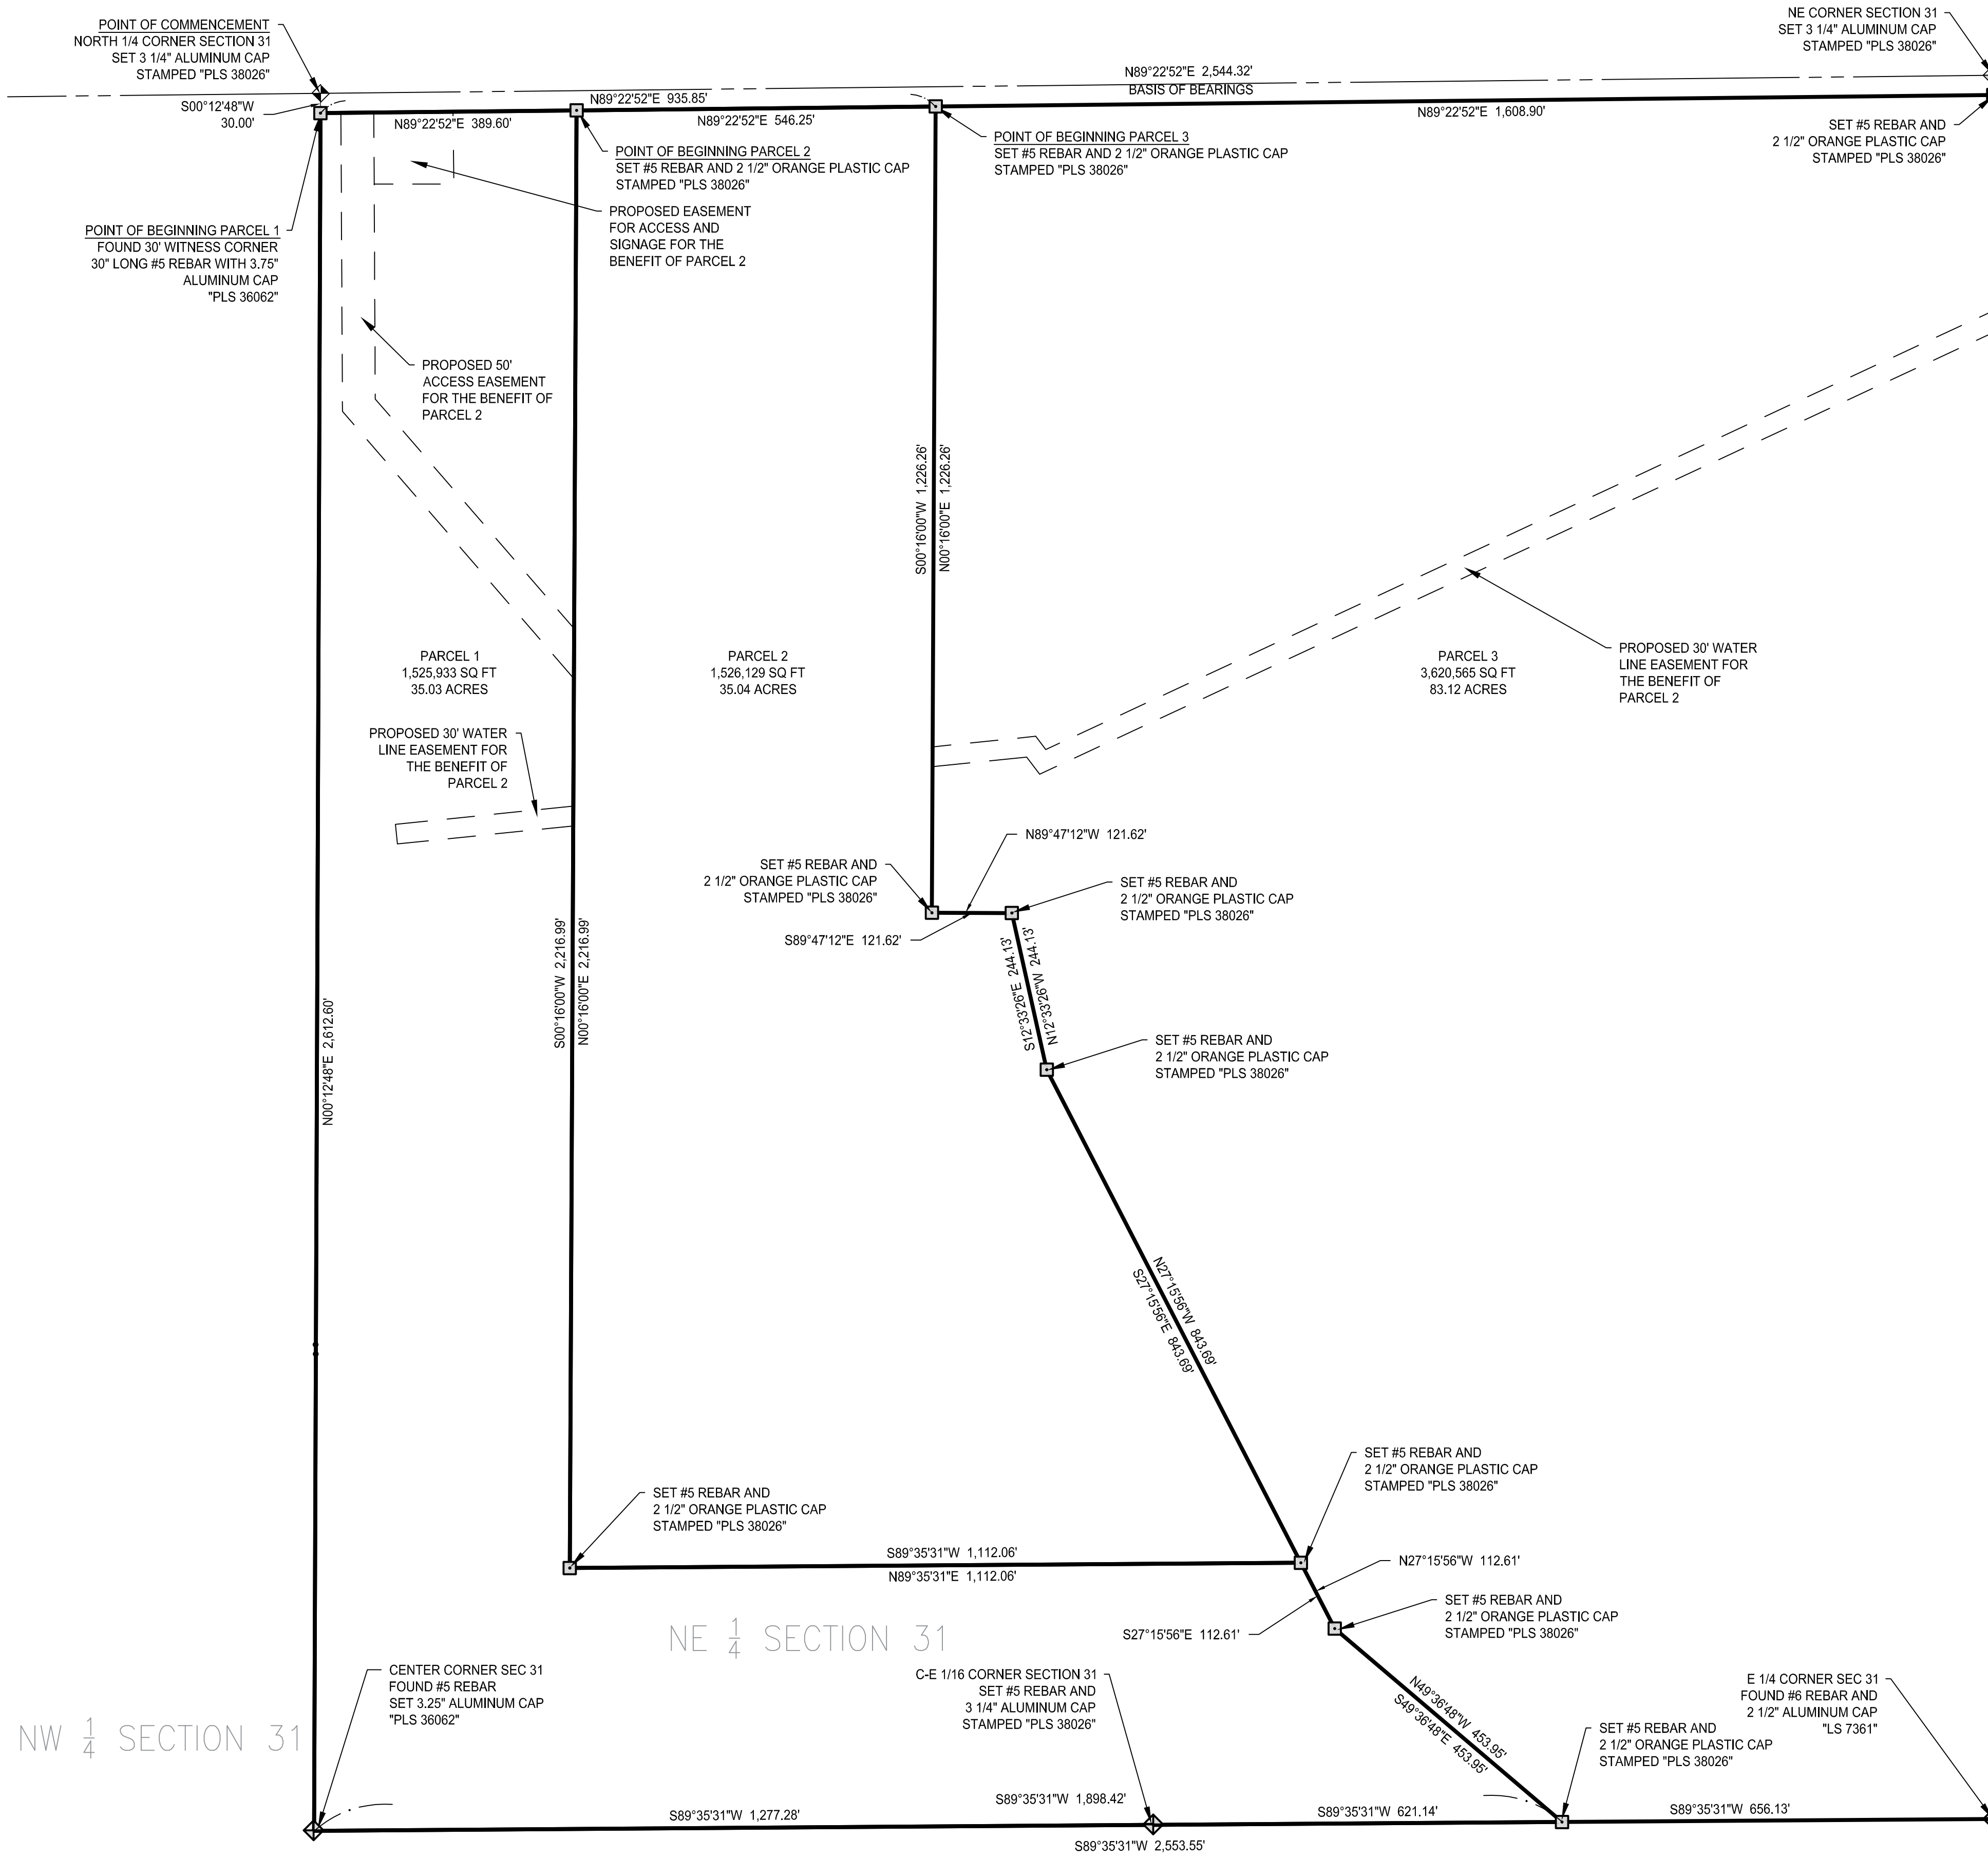 POINT OF COMMENCEMENT
NORTH 1/4 CORNER SECTION 31
SET 3 1/4" ALUMINUM CAP
STAMPED "PLS 38026"
NE CORNER SECTION 31
SET 3 1/4" ALUMINUM CAP
STAMPED "PLS 38026"
N89°22'52"E 2,544.32'
BASIS OF BEARINGS
S00°12'48"W
30.00'
N89°22'52"E 935.85'
N89°22'52"E 389.60'
N89°22'52"E 546.25'
N89°22'52"E 1,608.90'
POINT OF BEGINNING PARCEL 2
SET #5 REBAR AND 2 1/2" ORANGE PLASTIC CAP
STAMPED "PLS 38026"
POINT OF BEGINNING PARCEL 3
SET #5 REBAR AND 2 1/2" ORANGE PLASTIC CAP
STAMPED "PLS 38026"
SET #5 REBAR AND
2 1/2" ORANGE PLASTIC CAP
STAMPED "PLS 38026"
POINT OF BEGINNING PARCEL 1
FOUND 30' WITNESS CORNER
30" LONG #5 REBAR WITH 3.75"
ALUMINUM CAP
"PLS 36062"
PROPOSED EASEMENT
FOR ACCESS AND
SIGNAGE FOR THE
BENEFIT OF PARCEL 2
PROPOSED 50'
ACCESS EASEMENT
FOR THE BENEFIT OF
PARCEL 2
S00°16'00"W 1,226.26'
N00°16'00"E 1,226.26'
PARCEL 1
1,525,933 SQ FT
35.03 ACRES
PARCEL 2
1,526,129 SQ FT
35.04 ACRES
PARCEL 3
3,620,565 SQ FT
83.12 ACRES
PROPOSED 30' WATER
LINE EASEMENT FOR
THE BENEFIT OF
PARCEL 2
PROPOSED 30' WATER
LINE EASEMENT FOR
THE BENEFIT OF
PARCEL 2
N89°47'12"W 121.62'
SET #5 REBAR AND
2 1/2" ORANGE PLASTIC CAP
STAMPED "PLS 38026"
SET #5 REBAR AND
2 1/2" ORANGE PLASTIC CAP
STAMPED "PLS 38026"
S89°47'12"E 121.62'
S12°33'26"E 244.13'
N12°33'26"W 244.13'
S00°16'00"W 2,216.99'
N00°16'00"E 2,216.99'
N00°12'48"E 2,612.60'
SET #5 REBAR AND
2 1/2" ORANGE PLASTIC CAP
STAMPED "PLS 38026"
N27°15'56"W 843.69'
S27°15'56"E 843.69'
SET #5 REBAR AND
2 1/2" ORANGE PLASTIC CAP
STAMPED "PLS 38026"
SET #5 REBAR AND
2 1/2" ORANGE PLASTIC CAP
STAMPED "PLS 38026"
S89°35'31"W 1,112.06'
N89°35'31"E 1,112.06'
N27°15'56"W 112.61'
S27°15'56"E 112.61'
SET #5 REBAR AND
2 1/2" ORANGE PLASTIC CAP
STAMPED "PLS 38026"
NE 1/4 SECTION 31
NW 1/4 SECTION 31
CENTER CORNER SEC 31
FOUND #5 REBAR
SET 3.25" ALUMINUM CAP
"PLS 36062"
C-E 1/16 CORNER SECTION 31
SET #5 REBAR AND
3 1/4" ALUMINUM CAP
STAMPED "PLS 38026"
N49°36'48"W 453.95'
S49°36'48"E 453.95'
E 1/4 CORNER SEC 31
FOUND #6 REBAR AND
2 1/2" ALUMINUM CAP
"LS 7361"
SET #5 REBAR AND
2 1/2" ORANGE PLASTIC CAP
STAMPED "PLS 38026"
S89°35'31"W 1,277.28'
S89°35'31"W 1,898.42'
S89°35'31"W 621.14'
S89°35'31"W 656.13'
S89°35'31"W 2,553.55'